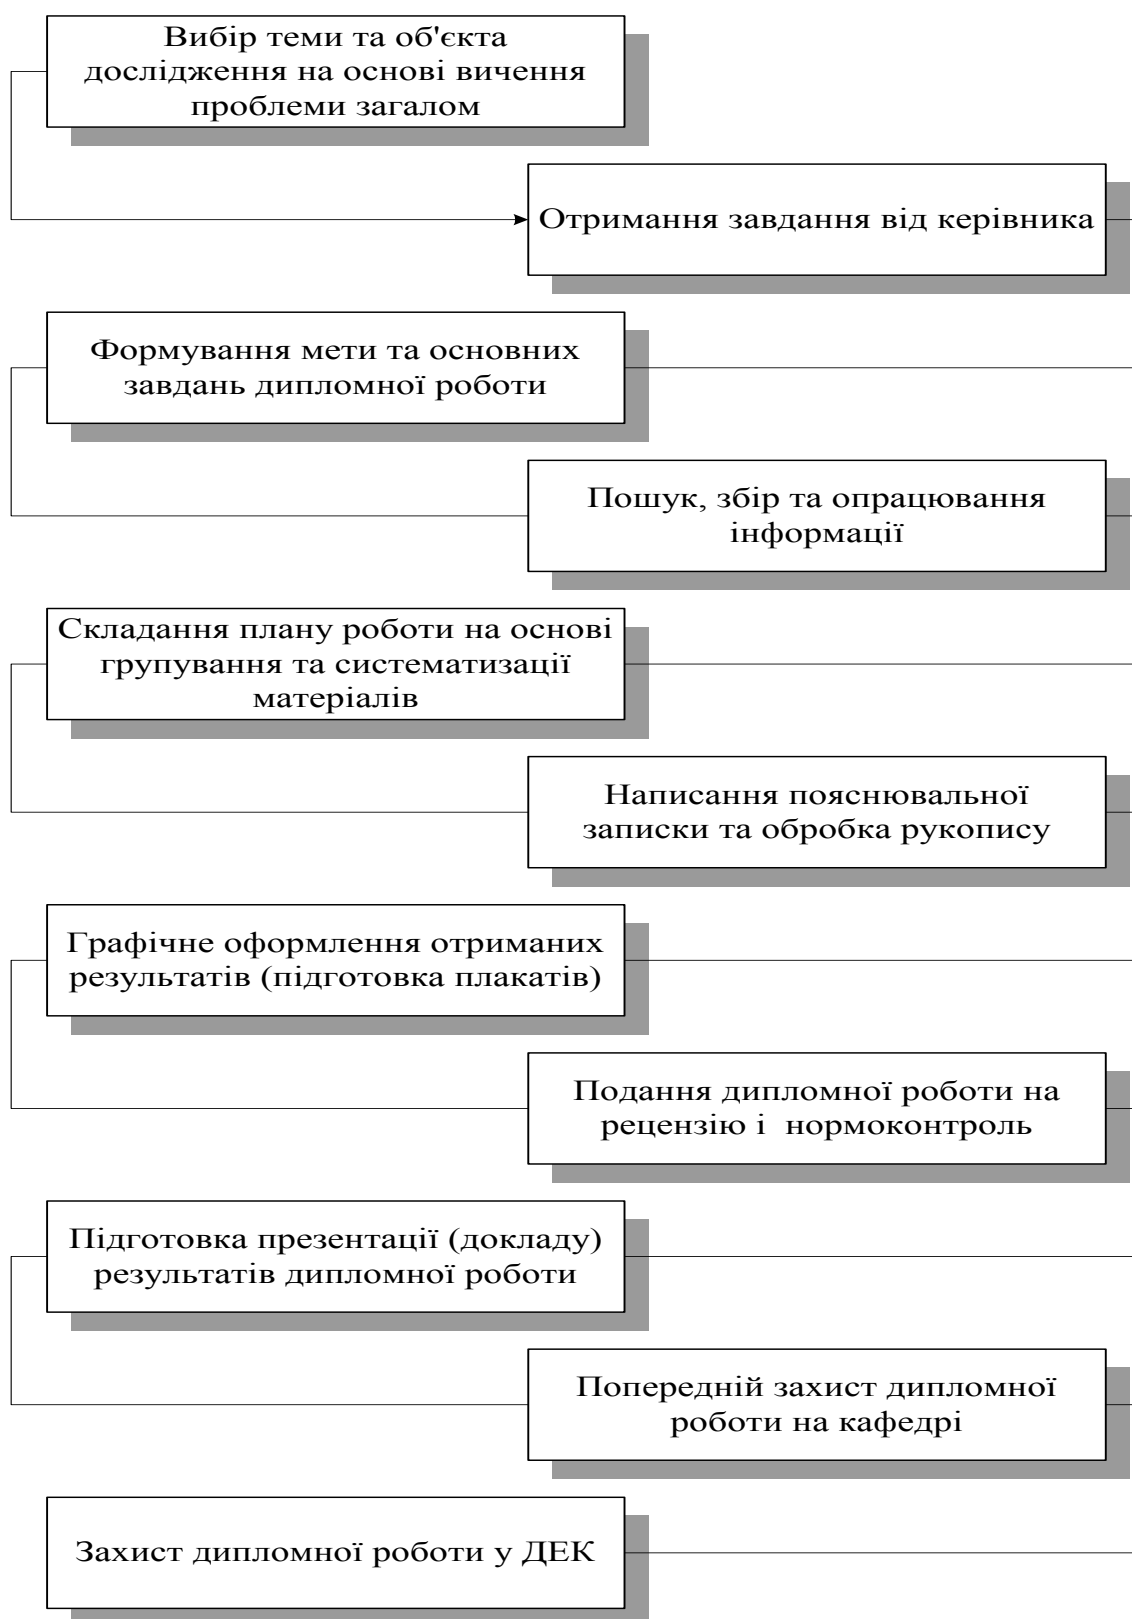 Вибір теми та об'єкта
дослідження на основі вичення
проблеми загалом
Отримання завдання від керівника
Формування мети та основних
завдань дипломної роботи
Пошук, збір та опрацювання
інформації
Складання плану роботи на основі
групування та систематизації
матеріалів
Написання пояснювальної
записки та обробка рукопису
Графічне оформлення отриманих
результатів (підготовка плакатів)
Подання дипломної роботи на
рецензію і  нормоконтроль
Підготовка презентації (докладу)
результатів дипломної роботи
Попередній захист дипломної
роботи на кафедрі
Захист дипломної роботи у ДЕК